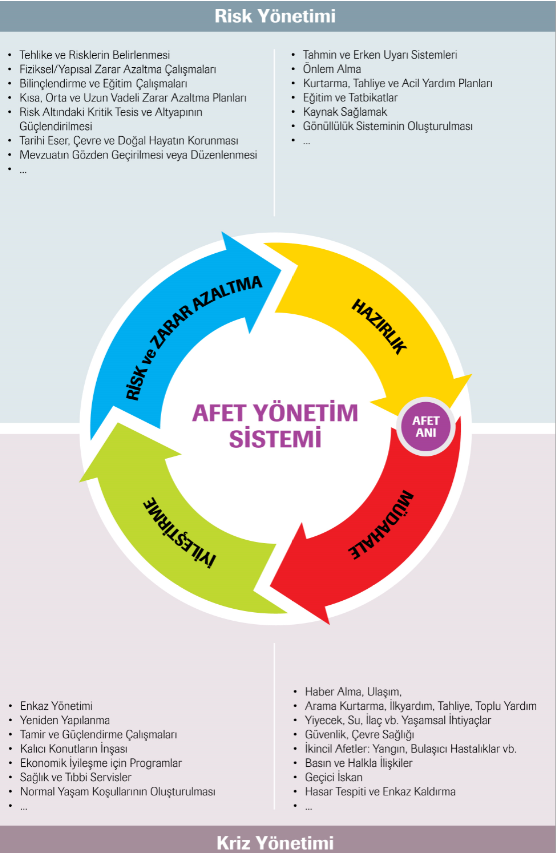 Risk Yönetimi
• Tehlike ve Risklerin Belirlenmesi
• Fiziksel/Yapısal Zarar Azaltma Çalışmaları
• Bilinçlendirme ve Eğitim Çalışmaları
• Kısa, Orta ve Uzun Vadeli Zarar Azaltma Planları
• Risk Altındaki Kritik Tesis ve Altyapının
Güçlendirilmesi
• Tarihi Eser, Çevre ve Doğal Hayatın Korunması
• Mevzuatın Gözden Geçirilmesi veya Düzenlenmesi
• ...
• Tahmin ve Erken Uyarı Sistemleri
• Önlem Alma
• Kurtarma, Tahliye ve Acil Yardım Planları
• Eğitim ve Tatbikatlar
• Kaynak Sağlamak
• Gönüllülük Sisteminin Oluşturulması
• ...
RİSK ve ZARAR AZALTMA
HAZIRLIK
AFET YÖNETİM
SİSTEMİ
AFET
ANI
İYİLEŞTİRME
MÜDAHALE
• Enkaz Yönetimi
• Yeniden Yapılanma
• Tamir ve Güçlendirme Çalışmaları
• Kalıcı Konutların İnşası
• Ekonomik İyileşme için Programlar
• Sağlık ve Tıbbi Servisler
• Normal Yaşam Koşullarının Oluşturulması
• ...
• Haber Alma, Ulaşım,
• Arama Kurtarma, İlkyardım, Tahliye, Toplu Yardım
• Yiyecek, Su, İlaç vb. Yaşamsal İhtiyaçlar
• Güvenlik, Çevre Sağlığı
• İkincil Afetler: Yangın, Bulaşıcı Hastalıklar vb.
• Basın ve Halkla İlişkiler
• Geçici İskan
• Hasar Tespiti ve Enkaz Kaldırma
• ...
Kriz Yönetimi